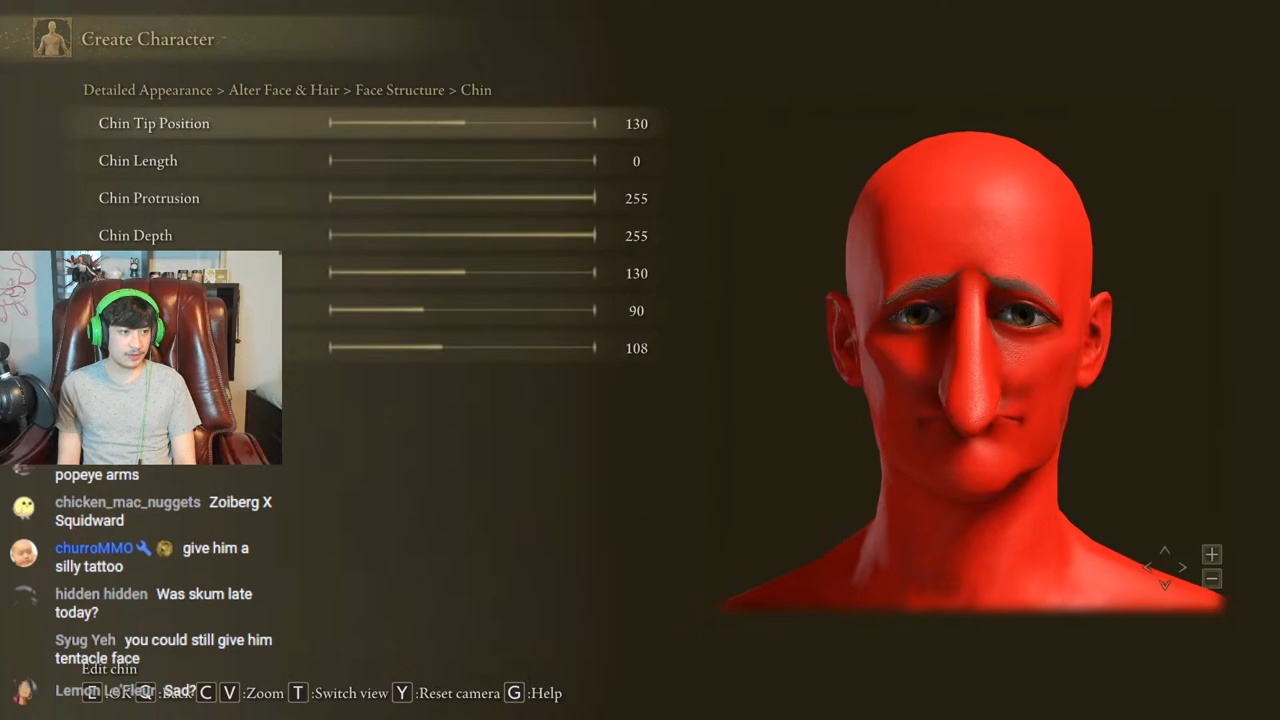 Create Character
Detailed Appearance > Alter Face & Hair > Face Structure > Chin
Chin Tip Position 130
Chin Length 0
Chin Protrusion 255
Chin Depth 255
130
90
108
popeye arms
chicken_mac_nuggets Zoiberg X
Squidward
churroMMO give him a
silly tattoo
hidden hidden Was skum late
today?
Syug Yeh you could still give him
tentacle face
Edit chin
Lemon Le'Fleur Sad?
C V :Zoom T :Switch view Y :Reset camera G :Help